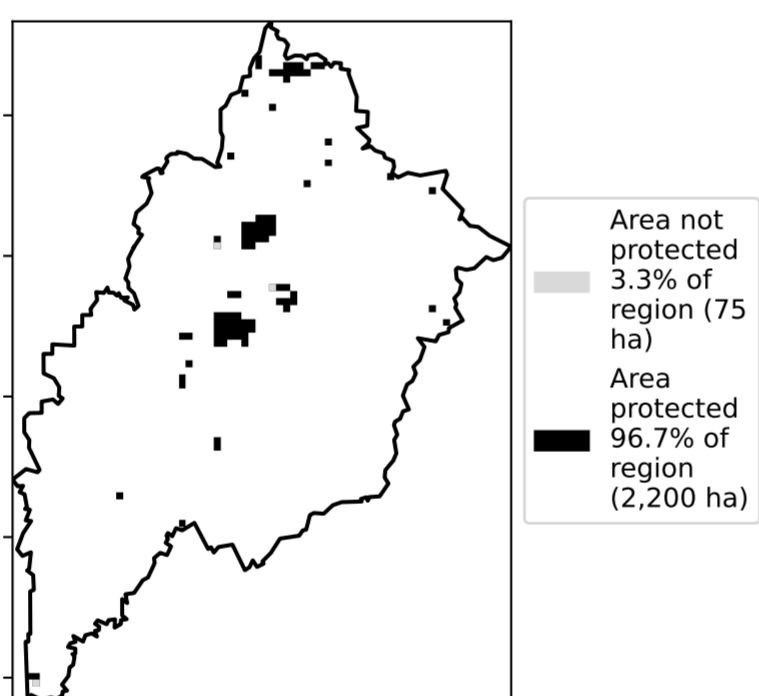 Area not
protected
3.3% of
region (75
ha)
Area
protected
96.7% of
region
(2,200 ha)